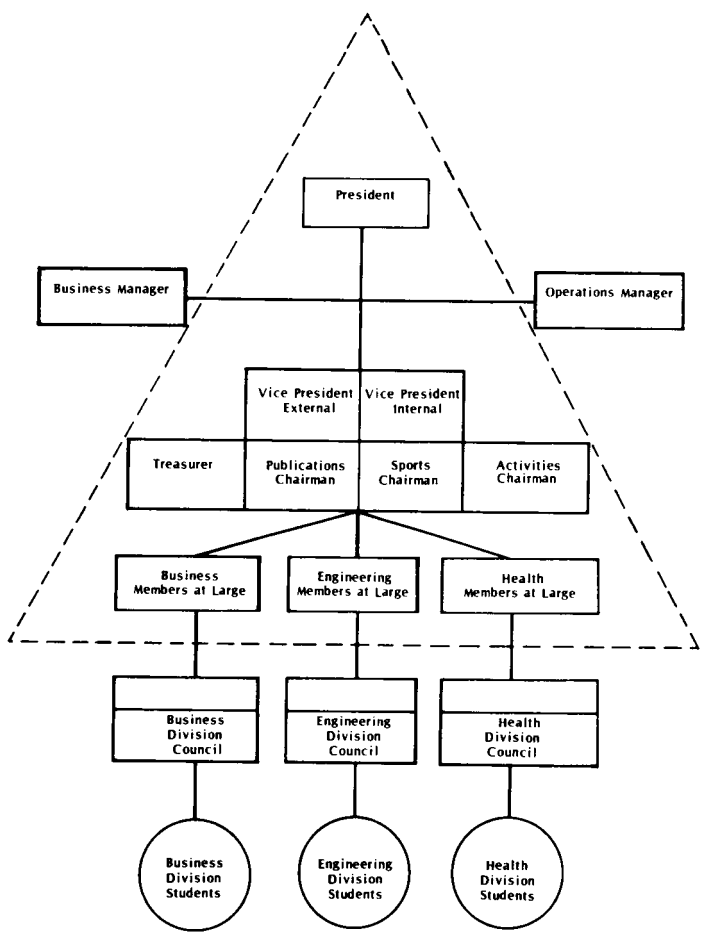 President
Business Manager
Operations Manager
Vice President
External
Vice President
Internal
Treasurer
Publications
Chairman
Sports
Chairman
Activities
Chairman
Business
Members at Large
Engineering
Members at Large
Health
Members at Large
Business
Division
Council
Engineering
Division
Council
Health
Division
Council
Business
Division
Students
Engineering
Division
Students
Health
Division
Students